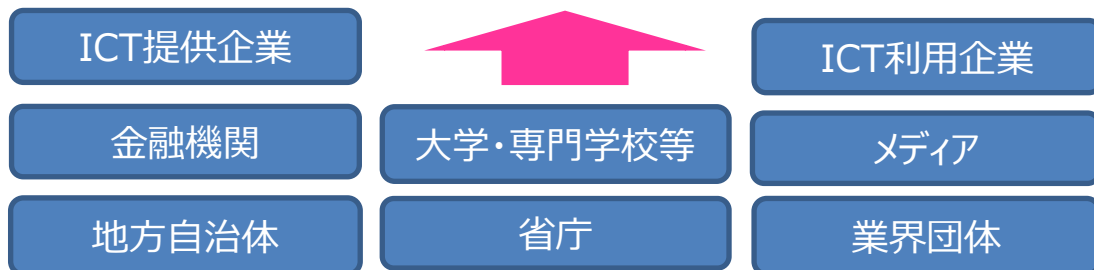 ICT提供企業
ICT利用企業
金融機関
大学・専門学校等
メディア
地方自治体
省庁
業界団体